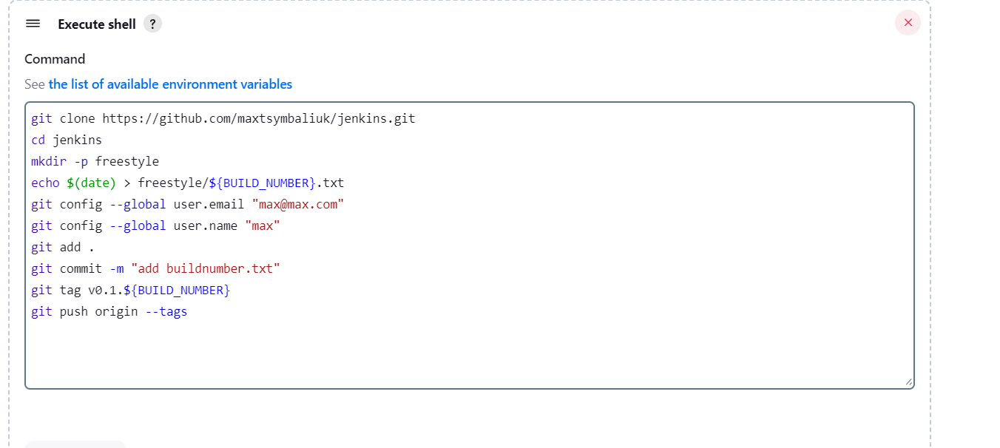 Execute shell ?
Command
See the list of available environment variables
git clone https://github.com/maxtsymbaliuk/jenkins.git
cd jenkins
mkdir -p freestyle
echo $(date) > freestyle/${BUILD_NUMBER}.txt
git config --global user.email "max@max.com"
git config --global user.name "max"
git add .
git commit -m "add buildnumber.txt"
git tag v0.1.${BUILD_NUMBER}
git push origin --tags